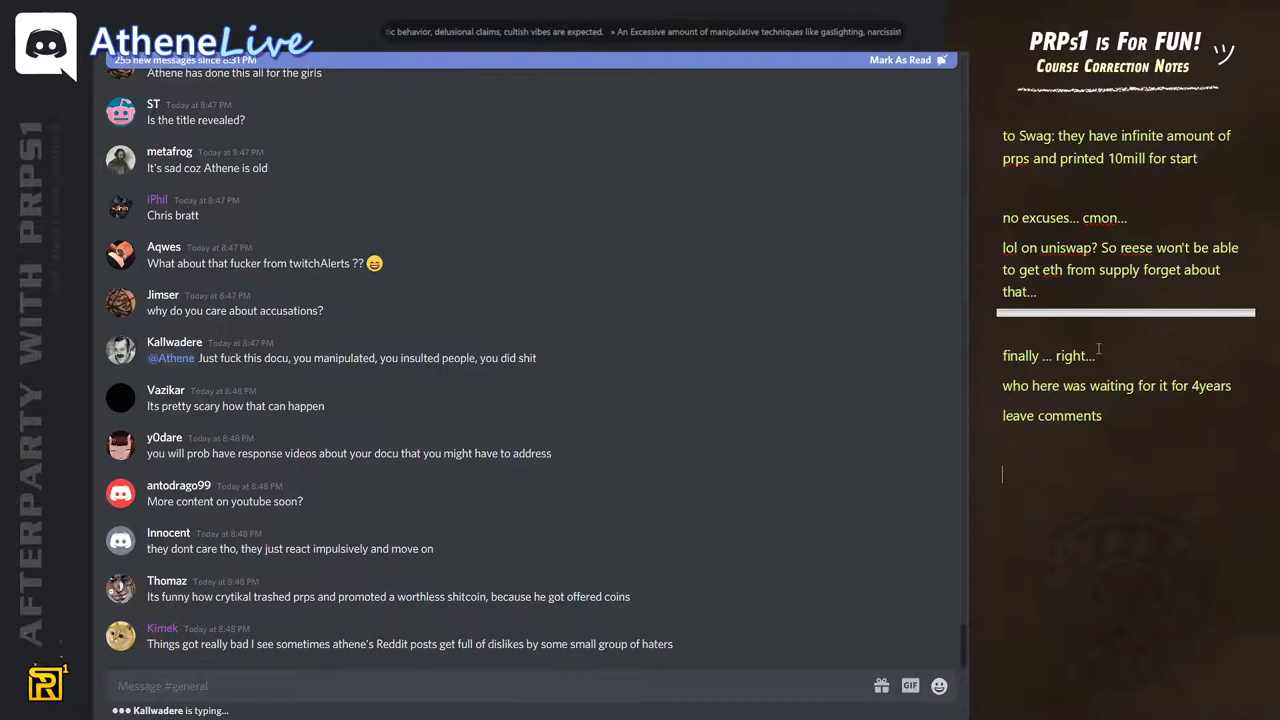 AtheneLive
tic behavior, delusional claims, cultish vibes are expected.   » An Excessive amount of manipulative techniques like gaslighting, narcissist
255 new messages since 8:31 PM
Mark As Read
Athene has done this all for the girls
ST Today at 8:47 PM
Is the title revealed?
metafrog Today at 8:47 PM
It's sad coz Athene is old
iPhil Today at 8:47 PM
Chris bratt
Aqwes Today at 8:47 PM
What about that fucker from twitchAlerts ?? 😄
Jimser Today at 8:47 PM
why do you care about accusations?
Kallwadere Today at 8:47 PM
@Athene Just fuck this docu, you manipulated, you insulted people, you did shit
Vazikar Today at 8:48 PM
Its pretty scary how that can happen
y0dare Today at 8:48 PM
you will prob have response videos about your docu that you might have to address
antodrago99 Today at 8:48 PM
More content on youtube soon?
Innocent Today at 8:48 PM
they dont care tho, they just react impulsively and move on
Thomaz Today at 8:48 PM
Its funny how crytikal trashed prps and promoted a worthless shitcoin, because he got offered coins
Kimek Today at 8:48 PM
Things got really bad I see sometimes athene's Reddit posts get full of dislikes by some small group of haters
Message #general
GIF
Kallwadere is typing...
AFTERPARTY WITH PRPS1
R1
PRPs1 is For FUN! ツ
Course Correction Notes
to Swag: they have infinite amount of
prps and printed 10mill for start
no excuses... cmon...
lol on uniswap? So reese won't be able
to get eth from supply forget about
that...
finally ... right...
who here was waiting for it for 4years
leave comments